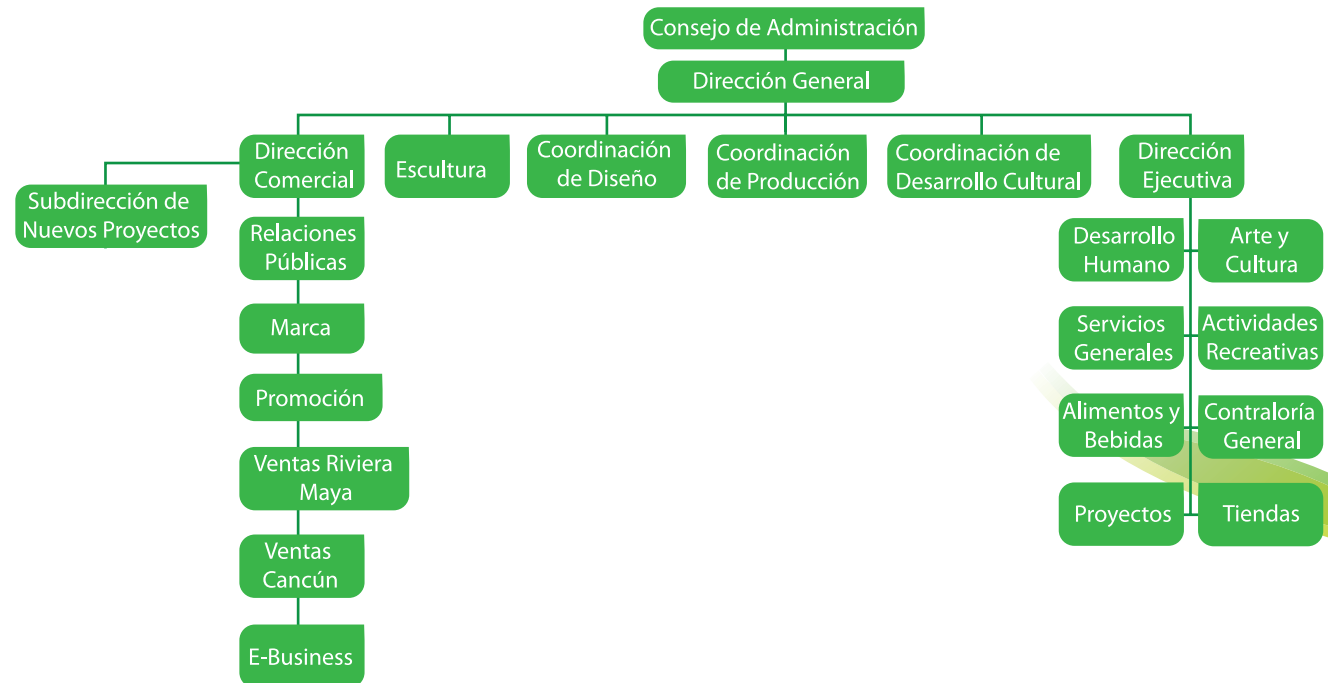 Consejo de Administración
Dirección General
Dirección
Comercial
Escultura
Coordinación
de Diseño
Coordinación
de Producción
Coordinación de
Desarrollo Cultural
Dirección
Ejecutiva
Subdirección de
Nuevos Proyectos
Relaciones
Públicas
Marca
Promoción
Ventas Riviera
Maya
Ventas
Cancún
E-Business
Desarrollo
Humano
Arte y
Cultura
Servicios
Generales
Actividades
Recreativas
Alimentos y
Bebidas
Contraloría
General
Proyectos
Tiendas